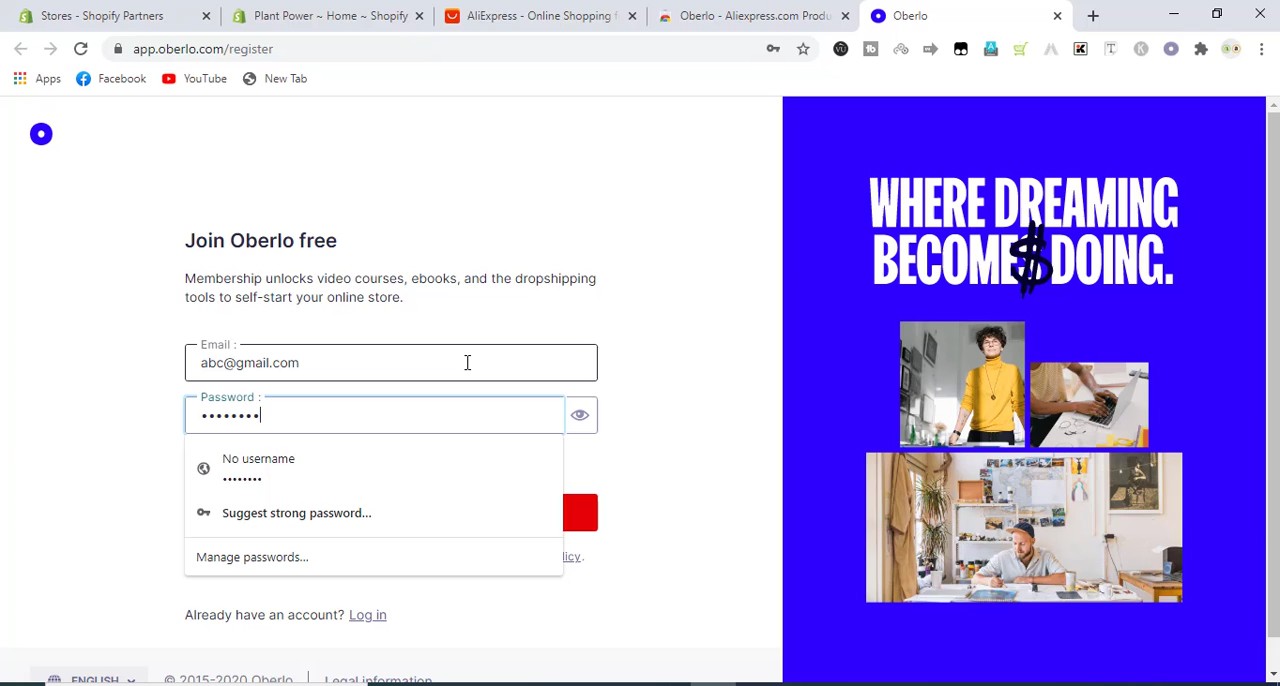 Stores - Shopify Partners
Plant Power ~ Home ~ Shopify
AliExpress - Online Shopping f
Oberlo - Aliexpress.com Produ
Oberlo
app.oberlo.com/register
Apps
Facebook
YouTube
New Tab
Join Oberlo free
Membership unlocks video courses, ebooks, and the dropshipping
tools to self-start your online store.
Email :
abc@gmail.com
Password :
••••••••
No username
••••••••
Suggest strong password...
Manage passwords...
licy.
Already have an account? Log in
ENGLISH
© 2015-2020 Oberlo
Legal information
WHERE DREAMING
BECOME$ DOING.